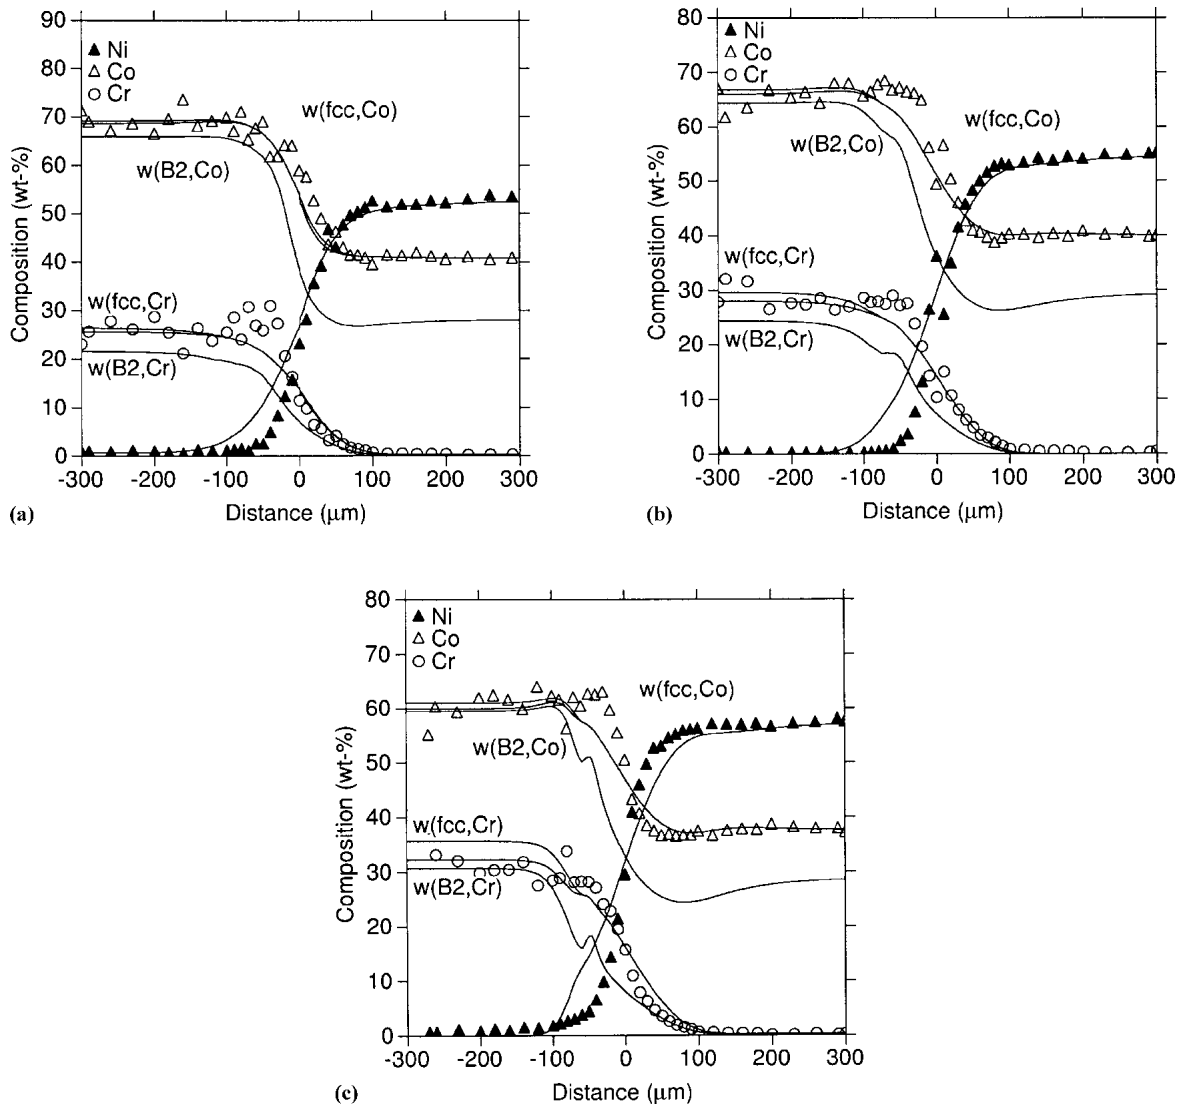 90
80
70
60
50
40
30
20
10
0
Composition (wt-%)
Ni
Co
Cr
w(fcc,Co)
w(B2,Co)
w(fcc,Cr)
w(B2,Cr)
-300 -200 -100 0 100 200 300
Distance (μm)
(a)
80
70
60
50
40
30
20
10
0
Composition (wt-%)
Ni
Co
Cr
w(fcc,Co)
w(B2,Co)
w(fcc,Cr)
w(B2,Cr)
-300 -200 -100 0 100 200 300
Distance (μm)
(b)
80
70
60
50
40
30
20
10
0
Composition (wt-%)
Ni
Co
Cr
w(fcc,Co)
w(B2,Co)
w(fcc,Cr)
w(B2,Cr)
-300 -200 -100 0 100 200 300
Distance (μm)
(c)